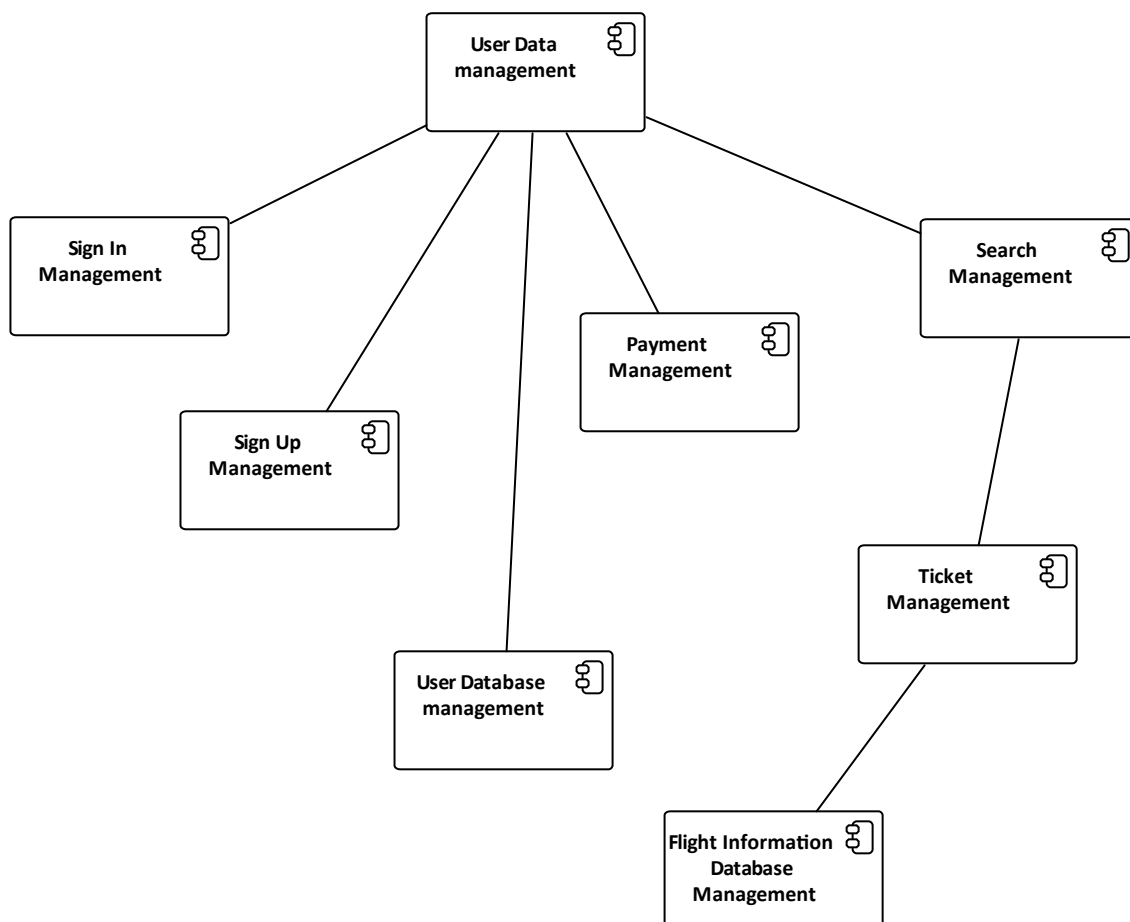 User Data
management
Sign In
Management
Search
Management
Payment
Management
Sign Up
Management
Ticket
Management
User Database
management
Flight Information
Database
Management